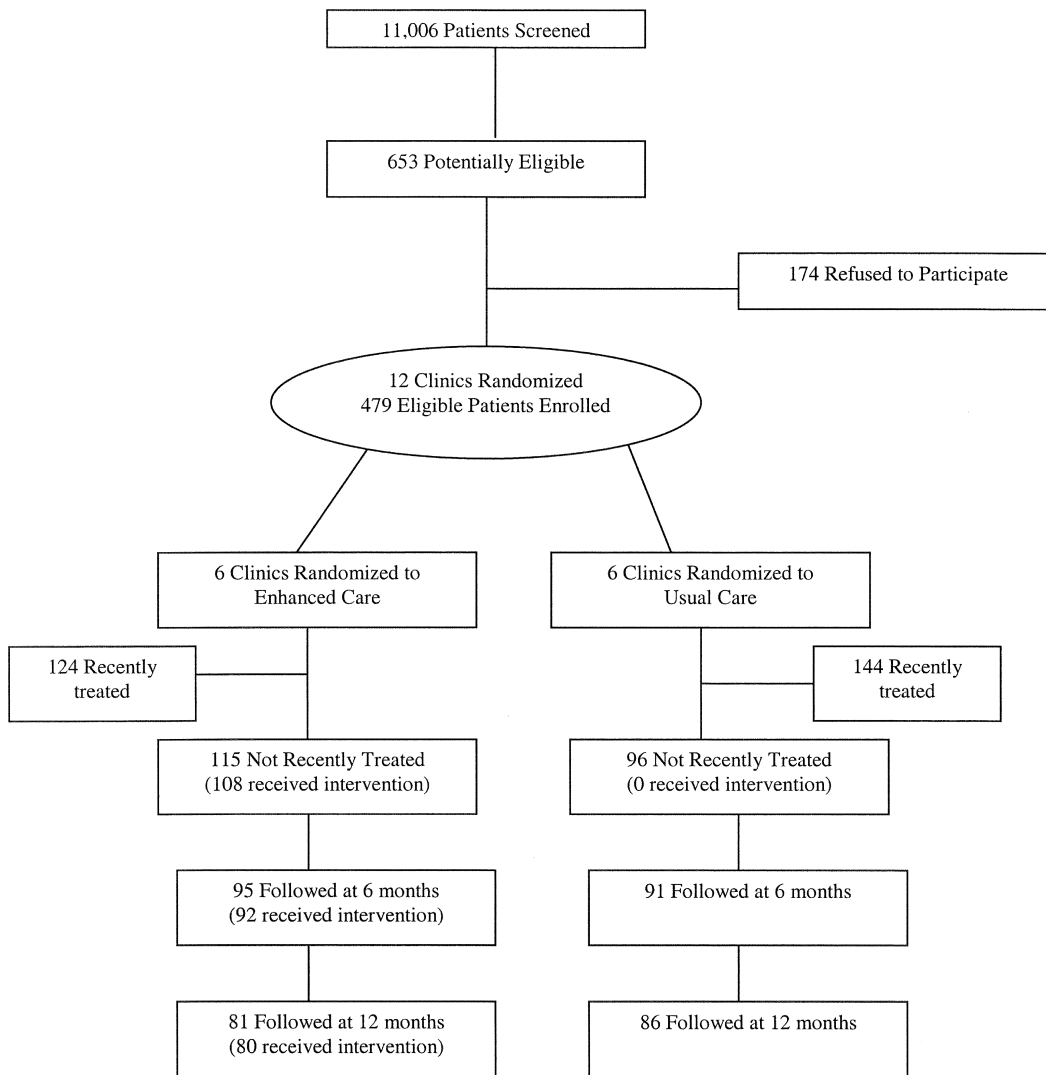 11,006 Patients Screened
653 Potentially Eligible
174 Refused to Participate
12 Clinics Randomized
479 Eligible Patients Enrolled
6 Clinics Randomized to
Enhanced Care
6 Clinics Randomized to
Usual Care
124 Recently
treated
144 Recently
treated
115 Not Recently Treated
(108 received intervention)
96 Not Recently Treated
(0 received intervention)
95 Followed at 6 months
(92 received intervention)
91 Followed at 6 months
81 Followed at 12 months
(80 received intervention)
86 Followed at 12 months